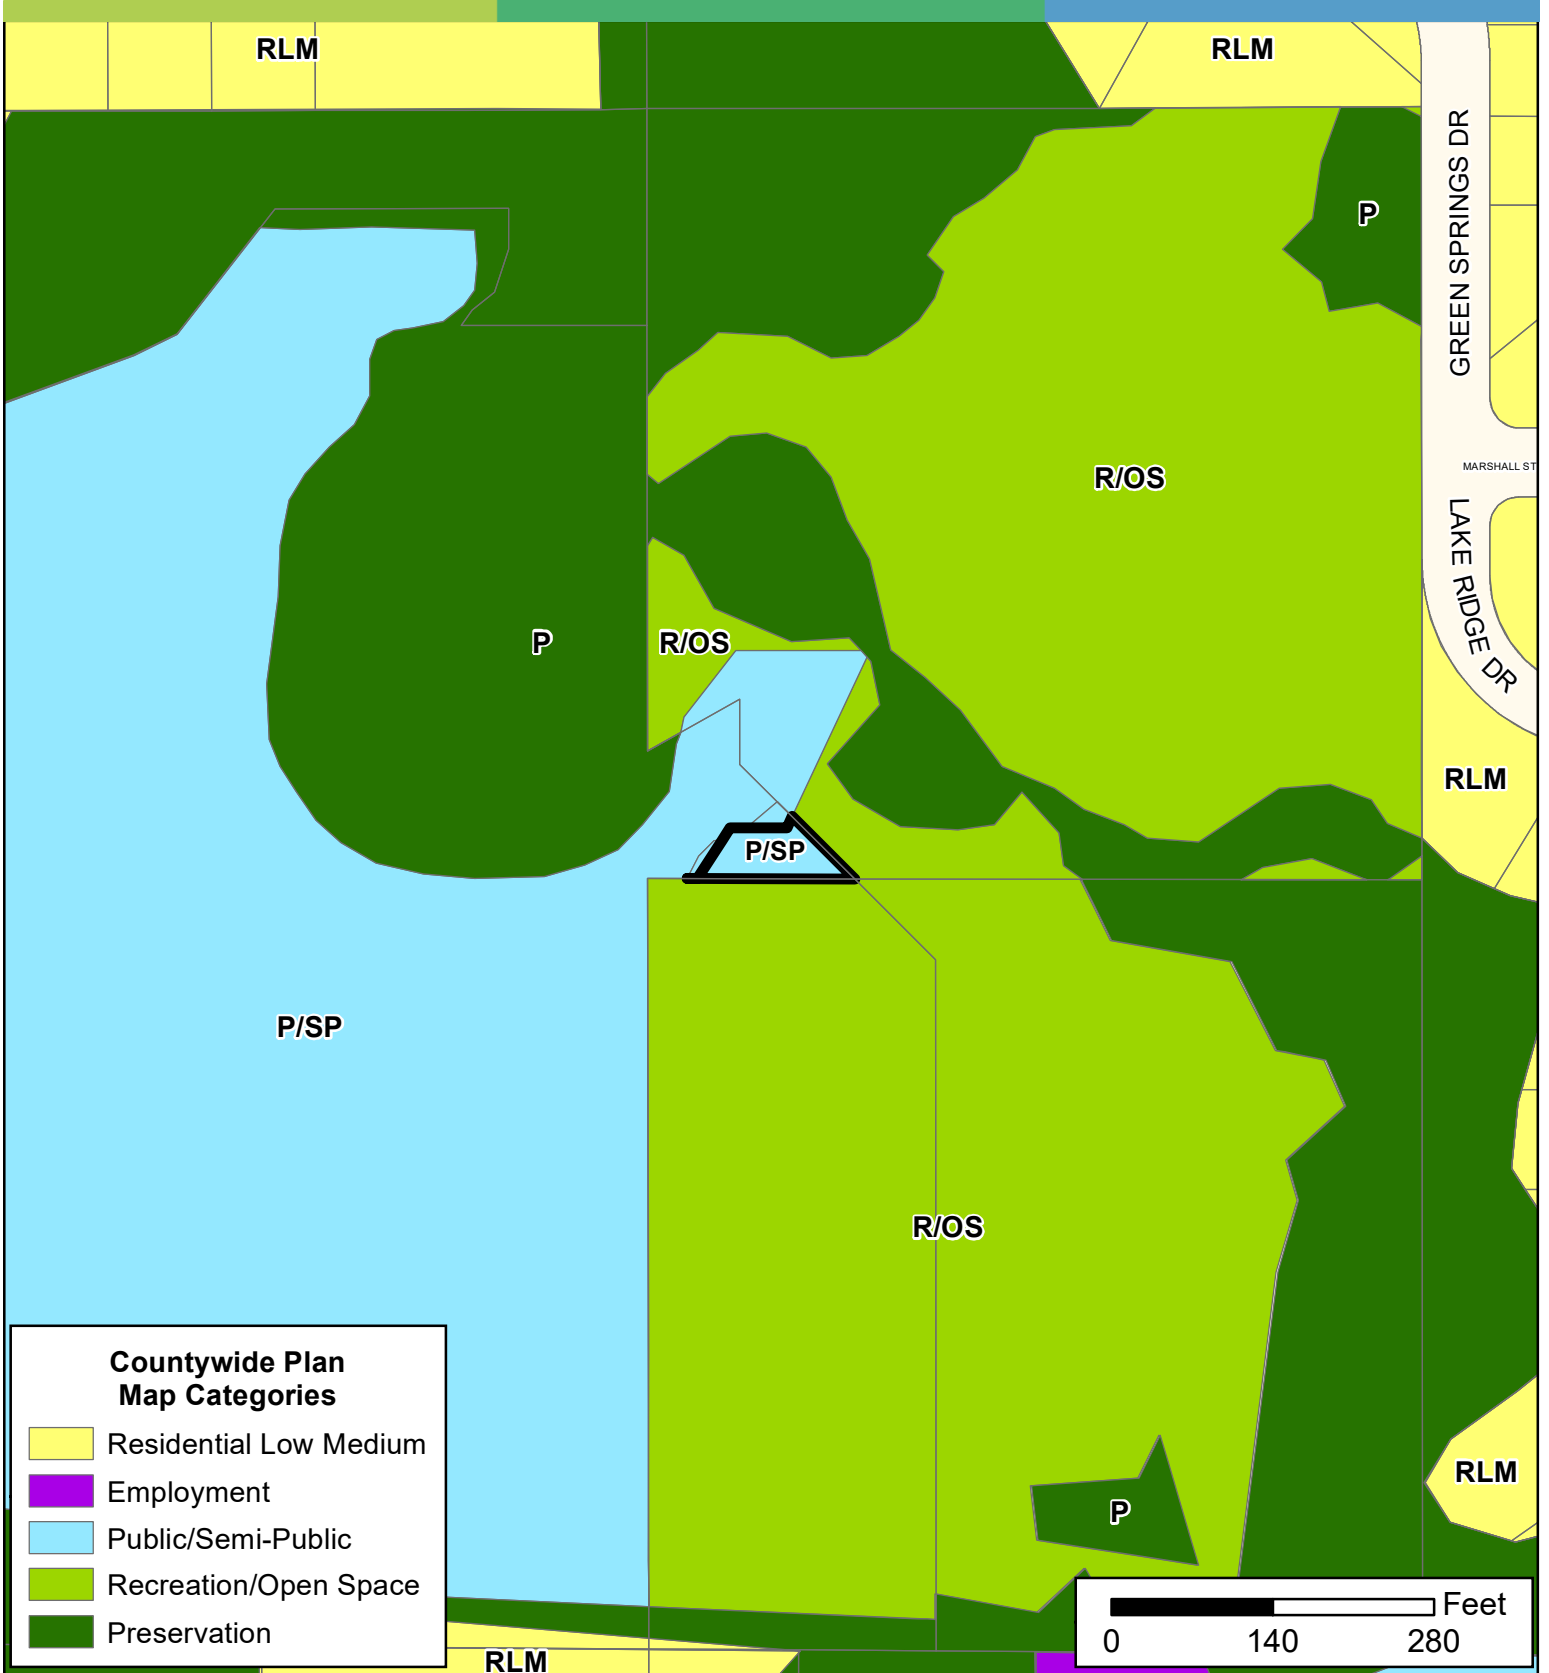 RLM
RLM
GREEN SPRINGS DR
P
MARSHALL ST
R/OS
LAKE RIDGE DR
P
R/OS
RLM
P/SP
P/SP
R/OS
Countywide Plan
Map Categories
Residential Low Medium
Employment
Public/Semi-Public
Recreation/Open Space
Preservation
RLM
P
Feet
0 140 280
RLM